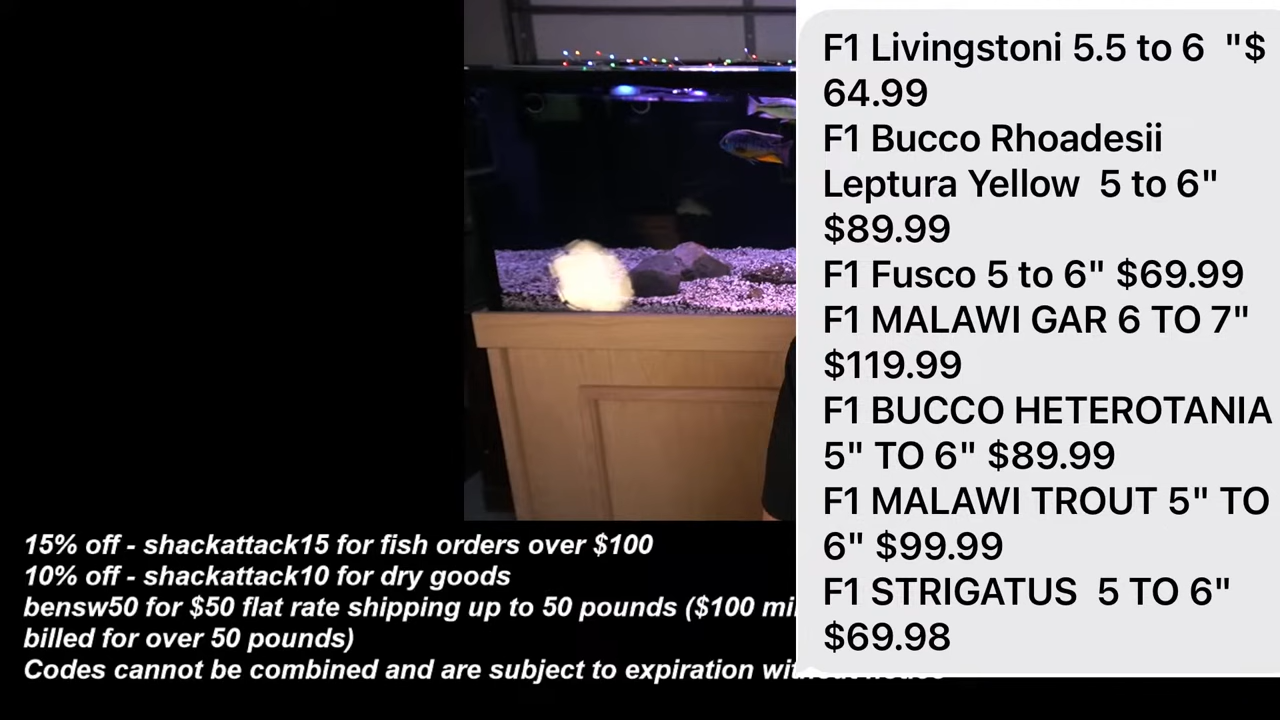 F1 Livingstoni 5.5 to 6 "$
64.99
F1 Bucco Rhoadesii
Leptura Yellow 5 to 6"
$89.99
F1 Fusco 5 to 6" $69.99
F1 MALAWI GAR 6 TO 7"
$119.99
F1 BUCCO HETEROTANIA
5" TO 6" $89.99
F1 MALAWI TROUT 5" TO
6" $99.99
F1 STRIGATUS 5 TO 6"
$69.98
15% off - shackattack15 for fish orders over $100
10% off - shackattack10 for dry goods
bensw50 for $50 flat rate shipping up to 50 pounds ($100
billed for over 50 pounds)
Codes cannot be combined and are subject to expiration